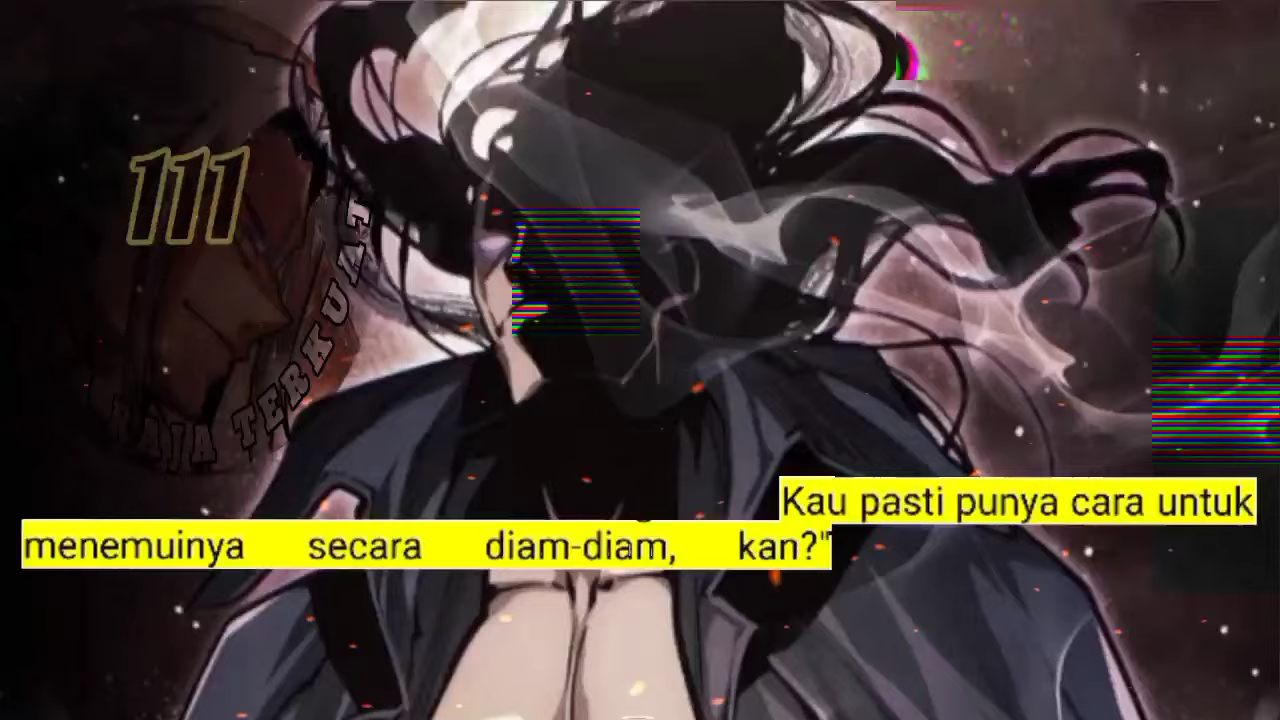 111
RAJA TERKUAT
Kau pasti punya cara untuk
menemuinya secara diam-diam, kan?"